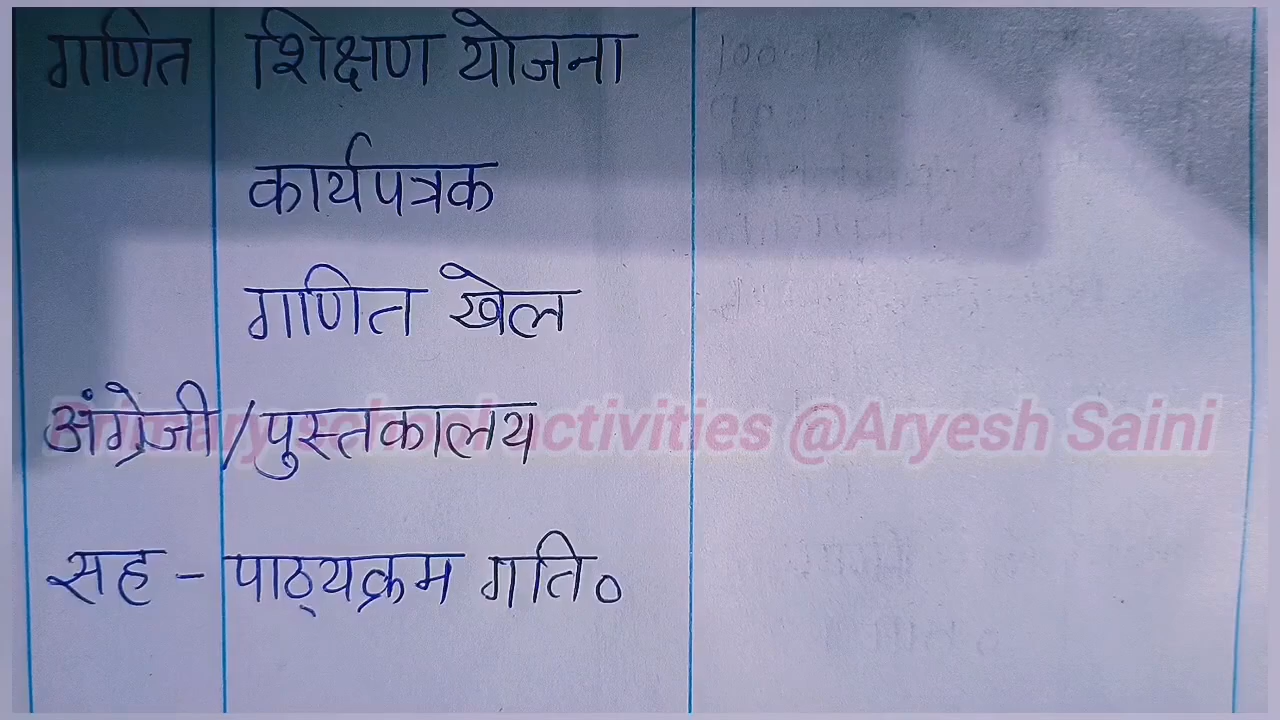 गणित शिक्षण योजना
कार्यपत्रक
गणित खेल
अंग्रेजी/पुस्तकालय
activities @Aryesh Saini
सह-पाठ्यक्रम गति०